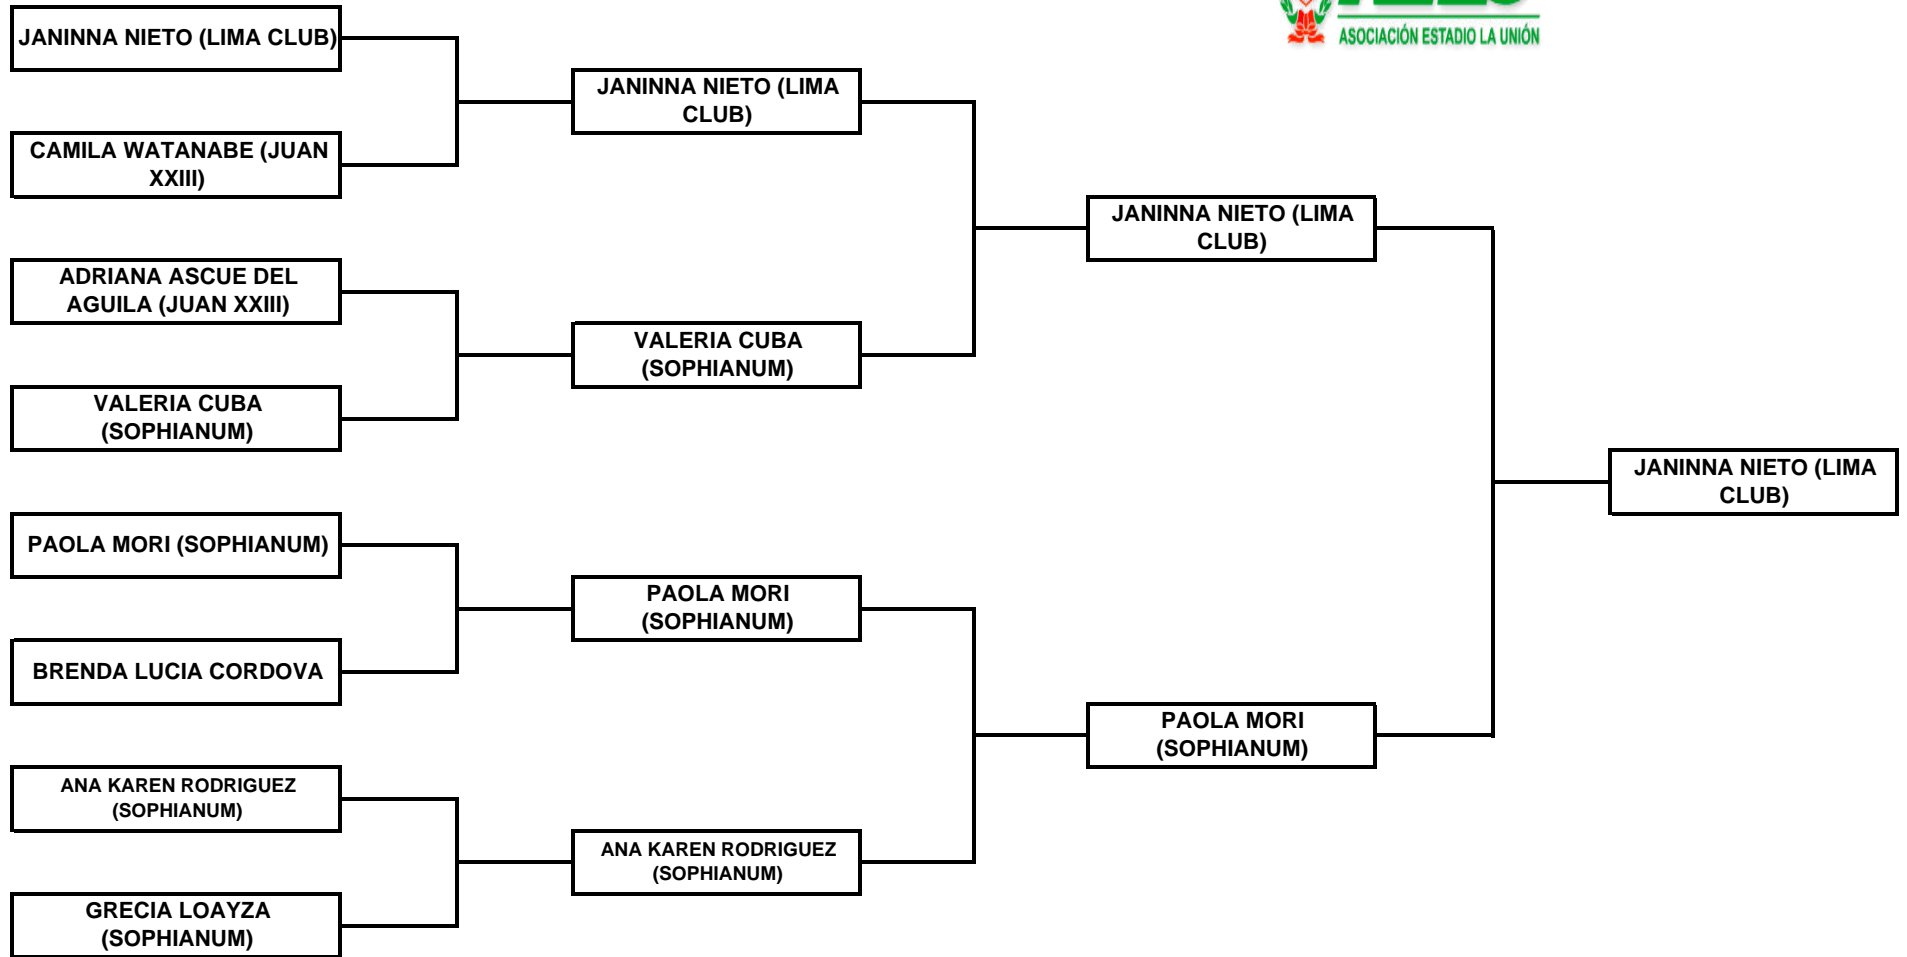 ASOCIACIÓN ESTADIO LA UNIÓN
JANINNA NIETO (LIMA CLUB)
CAMILA WATANABE (JUAN
XXIII)
ADRIANA ASCUE DEL
AGUILA (JUAN XXIII)
VALERIA CUBA
(SOPHIANUM)
PAOLA MORI (SOPHIANUM)
BRENDA LUCIA CORDOVA
ANA KAREN RODRIGUEZ
(SOPHIANUM)
GRECIA LOAYZA
(SOPHIANUM)
JANINNA NIETO (LIMA
CLUB)
VALERIA CUBA
(SOPHIANUM)
PAOLA MORI
(SOPHIANUM)
ANA KAREN RODRIGUEZ
(SOPHIANUM)
JANINNA NIETO (LIMA
CLUB)
PAOLA MORI
(SOPHIANUM)
JANINNA NIETO (LIMA
CLUB)